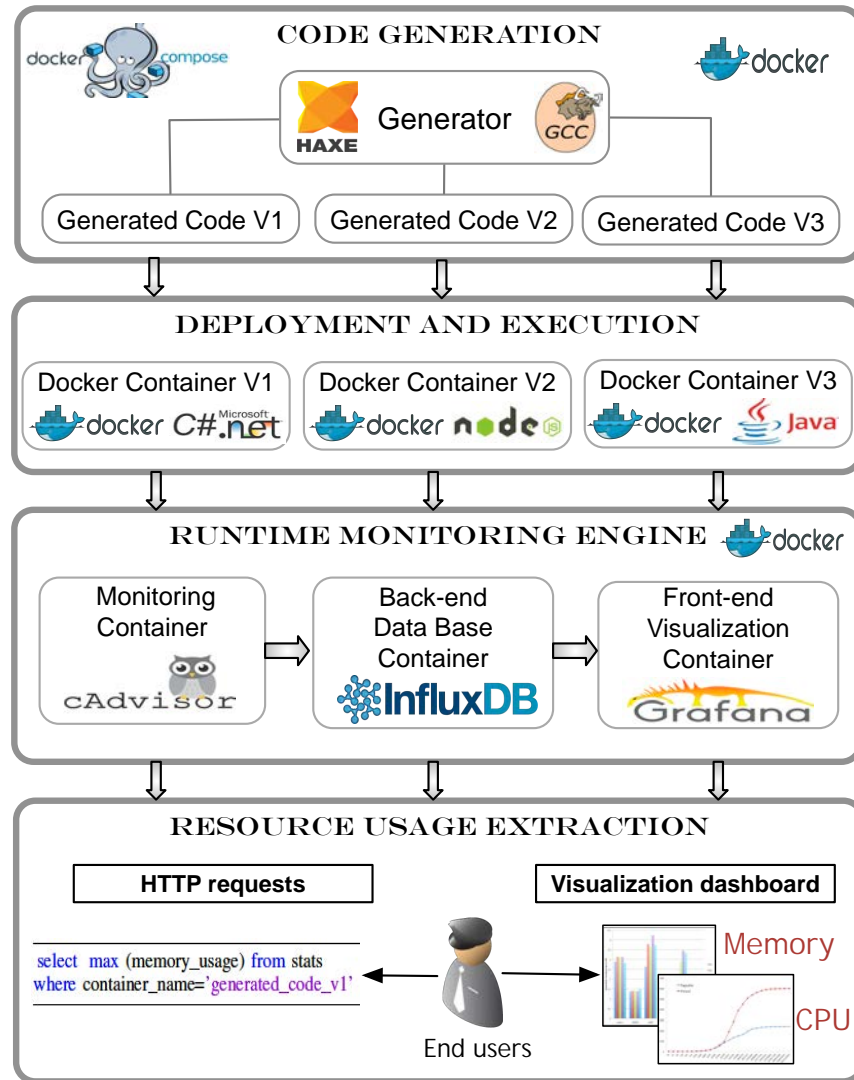 CODE GENERATION
docker compose
docker
HAXE
Generator
GCC
Generated Code V1
Generated Code V2
Generated Code V3
DEPLOYMENT AND EXECUTION
Docker Container V1
docker C# Microsoft .net
Docker Container V2
docker node js
Docker Container V3
docker Java
RUNTIME MONITORING ENGINE
docker
Monitoring
Container
cAdvisor
Back-end
Data Base
Container
InfluxDB
Front-end
Visualization
Container
Grafana
RESOURCE USAGE EXTRACTION
HTTP requests
select max (memory_usage) from stats
where container_name='generated_code_v1'
End users
Visualization dashboard
Memory
CPU